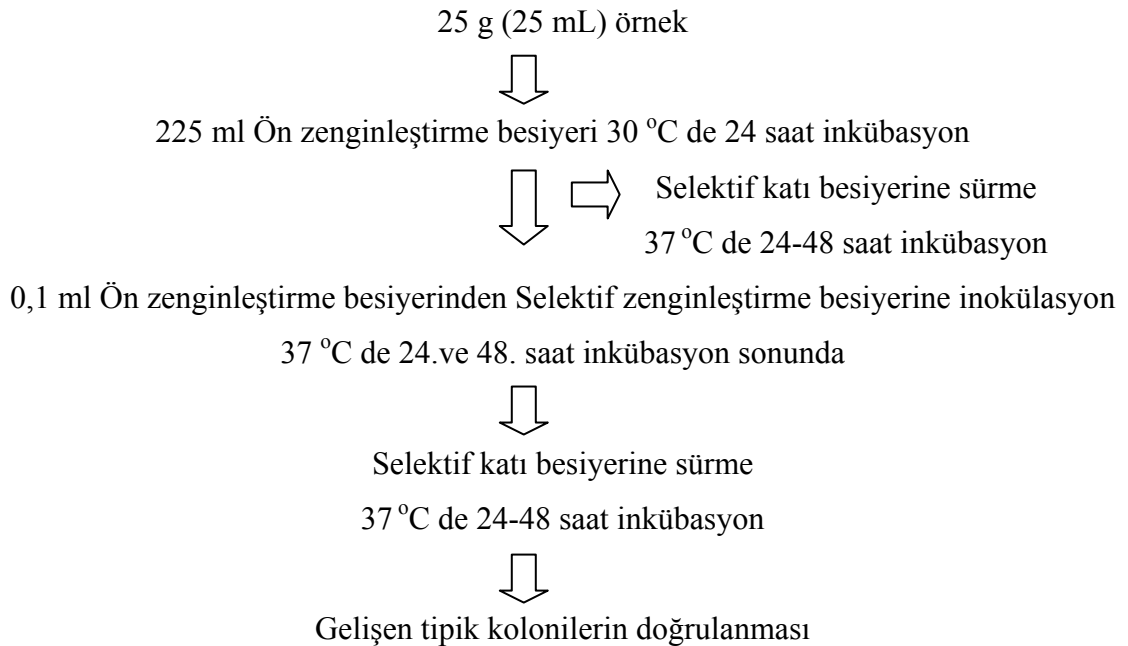 25 g (25 mL) örnek
225 ml Ön zenginleştirme besiyeri 30 °C de 24 saat inkübasyon
Selektif katı besiyerine sürme
37 °C de 24-48 saat inkübasyon
0,1 ml Ön zenginleştirme besiyerinden Selektif zenginleştirme besiyerine inokülasyon
37 °C de 24.ve 48. saat inkübasyon sonunda
Selektif katı besiyerine sürme
37 °C de 24-48 saat inkübasyon
Gelişen tipik kolonilerin doğrulanması